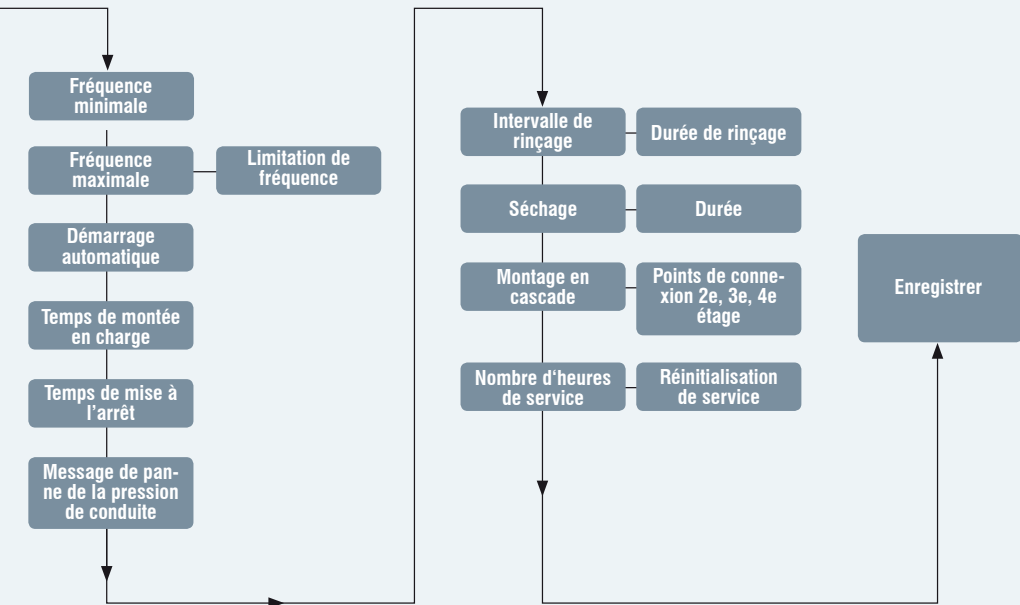 Fréquence
minimale
Fréquence
maximale
Limitation de
fréquence
Démarrage
automatique
Temps de montée
en charge
Temps de mise à
l'arrêt
Message de pan-
ne de la pression
de conduite
Intervalle de
rinçage
Durée de rinçage
Séchage
Durée
Montage en
cascade
Points de conne-
xion 2e, 3e, 4e
étage
Nombre d‘heures
de service
Réinitialisation
de service
Enregistrer